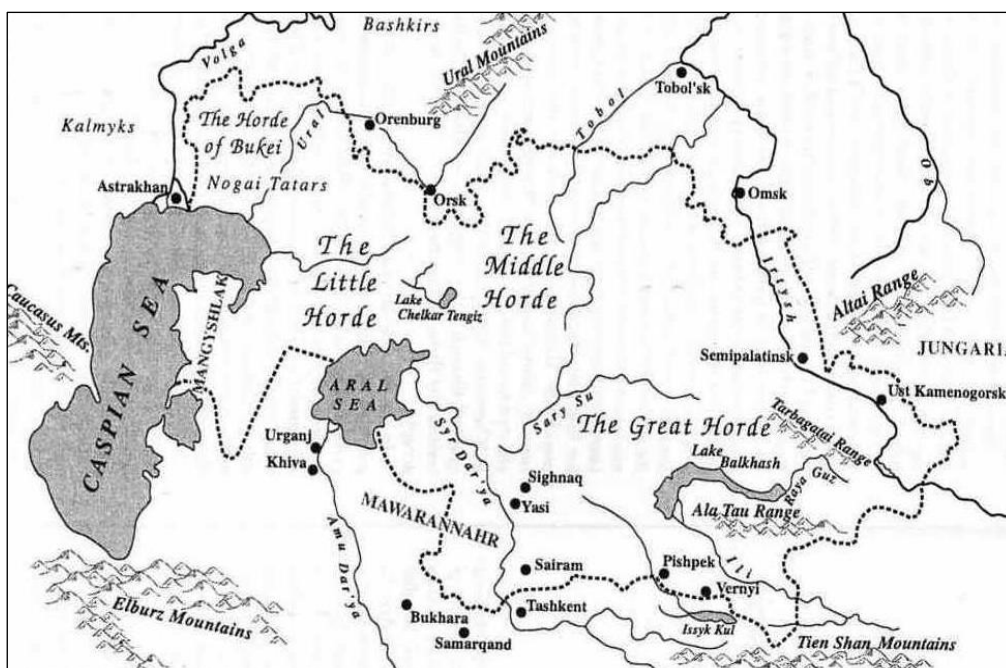 Bashkirs
Volga
Ural Mountains
Tobol'sk
Kalmyks
The Horde
of Bukei
Ural
Orenburg
Tobol
Ob
Astrakhan
Nogai Tatars
Orsk
Omsk
The
Little
Horde
The
Middle
Horde
Irtysh
Altai Range
Lake
Chelkar Tengiz
Caucasus Mts.
CASPIAN SEA
MANGYSHLAK
JUNGARIA
Semipalatinsk
Ust Kamenogorsk
ARAL
SEA
Sary Su
The Great Horde
Tarbagatai Range
Urganj
Khiva
Syr Dar'ya
Lake
Balkhash
Raya Guz
Sighnaq
Yasi
MAWARANNAHR
Ala Tau Range
Amu Dar'ya
Sairam
Pishpek
Ili
Vernyi
Elburz Mountains
Bukhara
Tashkent
Issyk Kul
Samarqand
Tien Shan Mountains